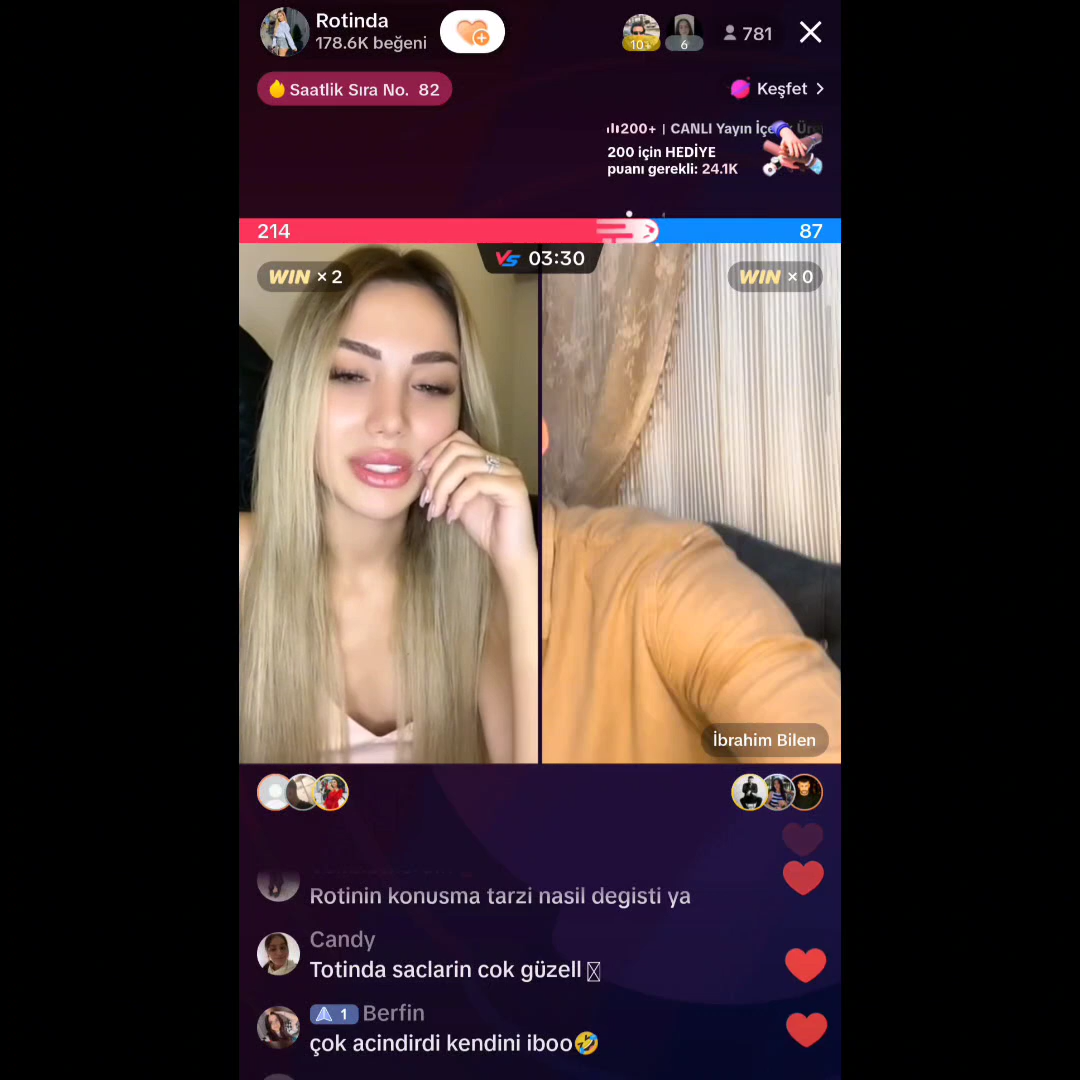 Rotinda
178.6K beğeni
10+
6
781
Saatlik Sıra No. 82
Keşfet
200+ | CANLI Yayın
200 için HEDİYE
puanı gerekli: 24.1K
214
87
VS 03:30
WIN × 2
WIN × 0
İbrahim Bilen
Rotinin konusma tarzi nasil degisti ya
Candy
Totinda saclarin cok güzell
1 Berfin
çok acindirdi kendini iboo🤣